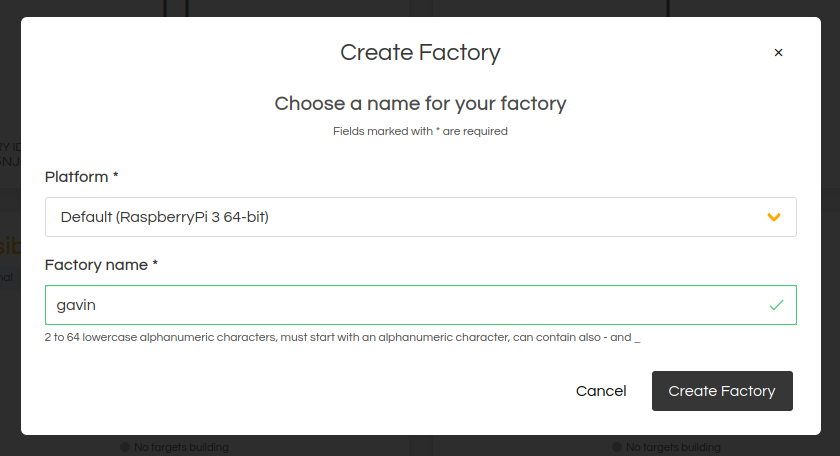 Create Factory
×
Choose a name for your factory
Fields marked with * are required
Platform *
Default (RaspberryPi 3 64-bit)
Factory name *
gavin
2 to 64 lowercase alphanumeric characters, must start with an alphanumeric character, can contain also - and _
Cancel Create Factory
No targets building No targets building